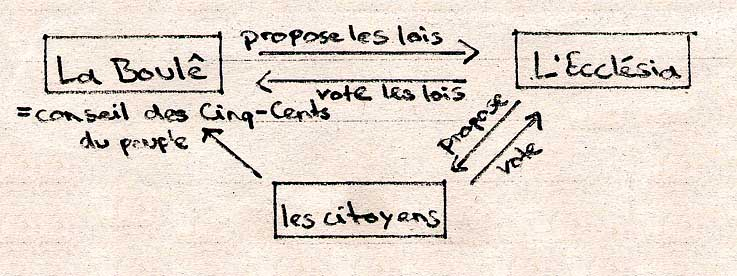 propose les lois
La Boulê
L'Ecclésia
vote les lois
=conseil des Cinq-Cents
du peuple
propose
vote
les citoyens